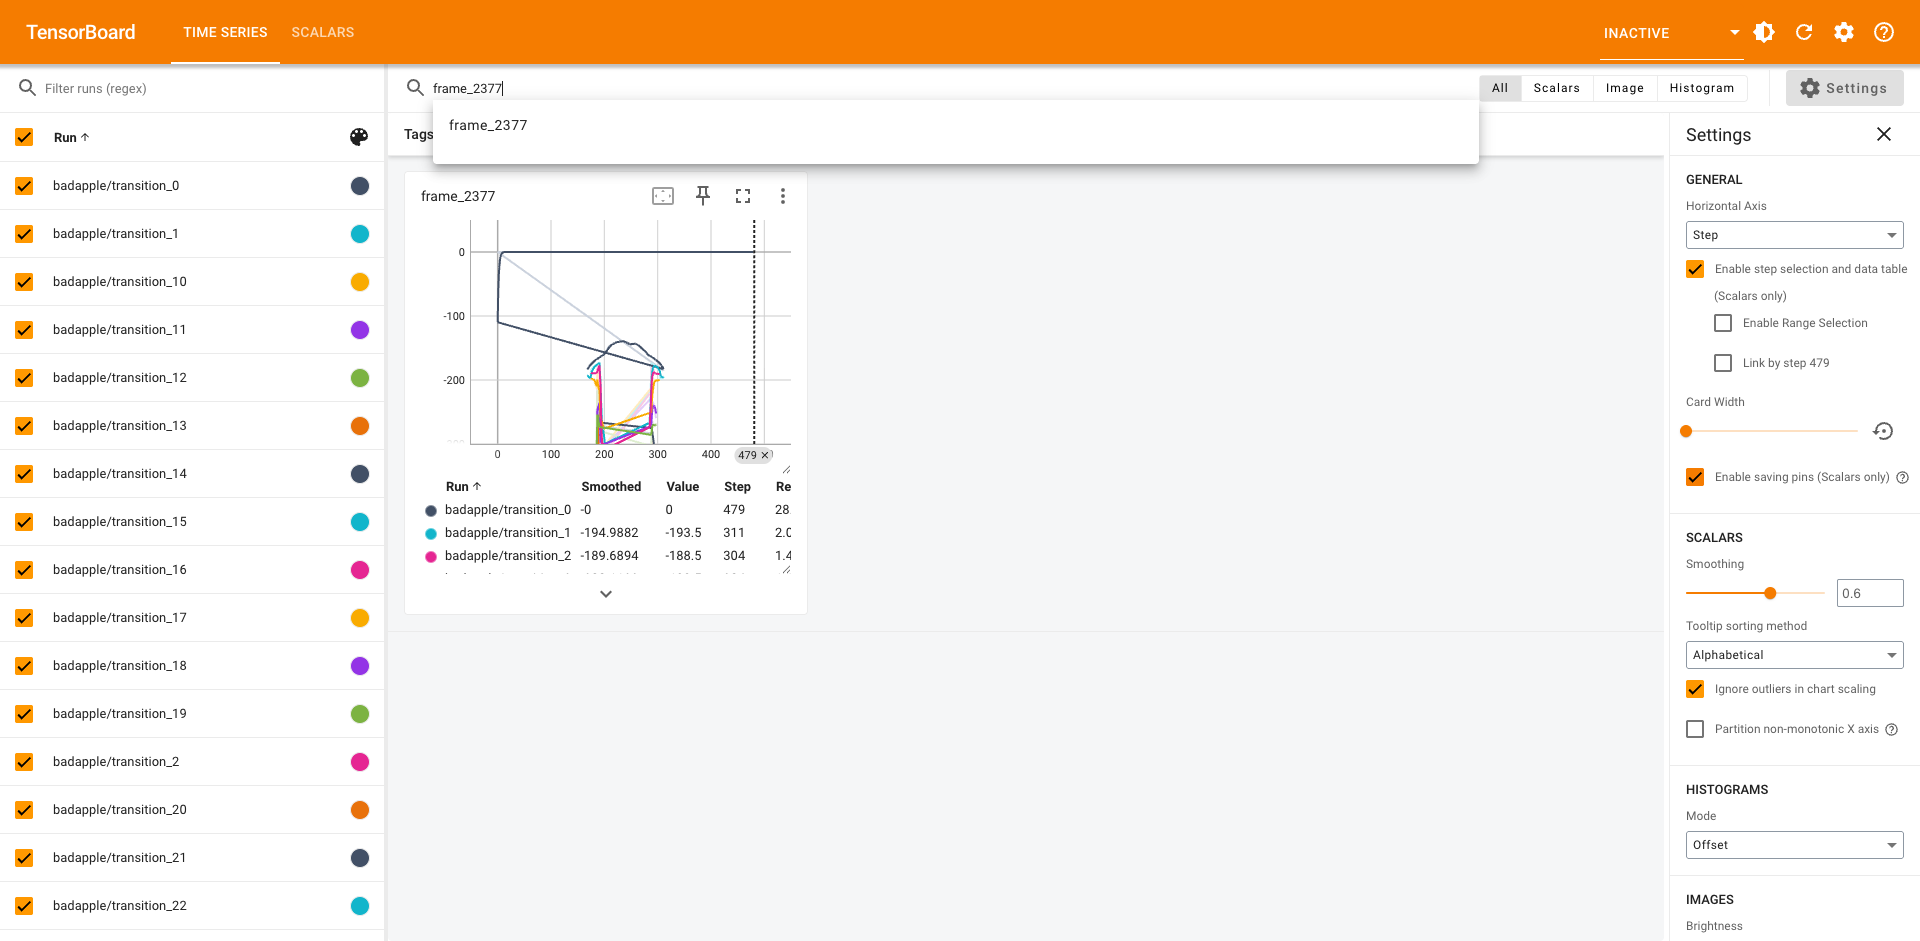 TensorBoard TIME SERIES SCALARS INACTIVE
Filter runs (regex)
frame_2377
All Scalars Image Histogram
Settings
frame_2377
Run
badapple/transition_0
badapple/transition_1
badapple/transition_10
badapple/transition_11
badapple/transition_12
badapple/transition_13
badapple/transition_14
badapple/transition_15
badapple/transition_16
badapple/transition_17
badapple/transition_18
badapple/transition_19
badapple/transition_2
badapple/transition_20
badapple/transition_21
badapple/transition_22
Tags
frame_2377
0
-100
-200
0 100 200 300 400 479
Run Smoothed Value Step Re
badapple/transition_0 -0 0 479 28.
badapple/transition_1 -194.9882 -193.5 311 2.0
badapple/transition_2 -189.6894 -188.5 304 1.4
Settings
GENERAL
Horizontal Axis
Step
Enable step selection and data table
(Scalars only)
Enable Range Selection
Link by step 479
Card Width
Enable saving pins (Scalars only)
SCALARS
Smoothing
0.6
Tooltip sorting method
Alphabetical
Ignore outliers in chart scaling
Partition non-monotonic X axis
HISTOGRAMS
Mode
Offset
IMAGES
Brightness